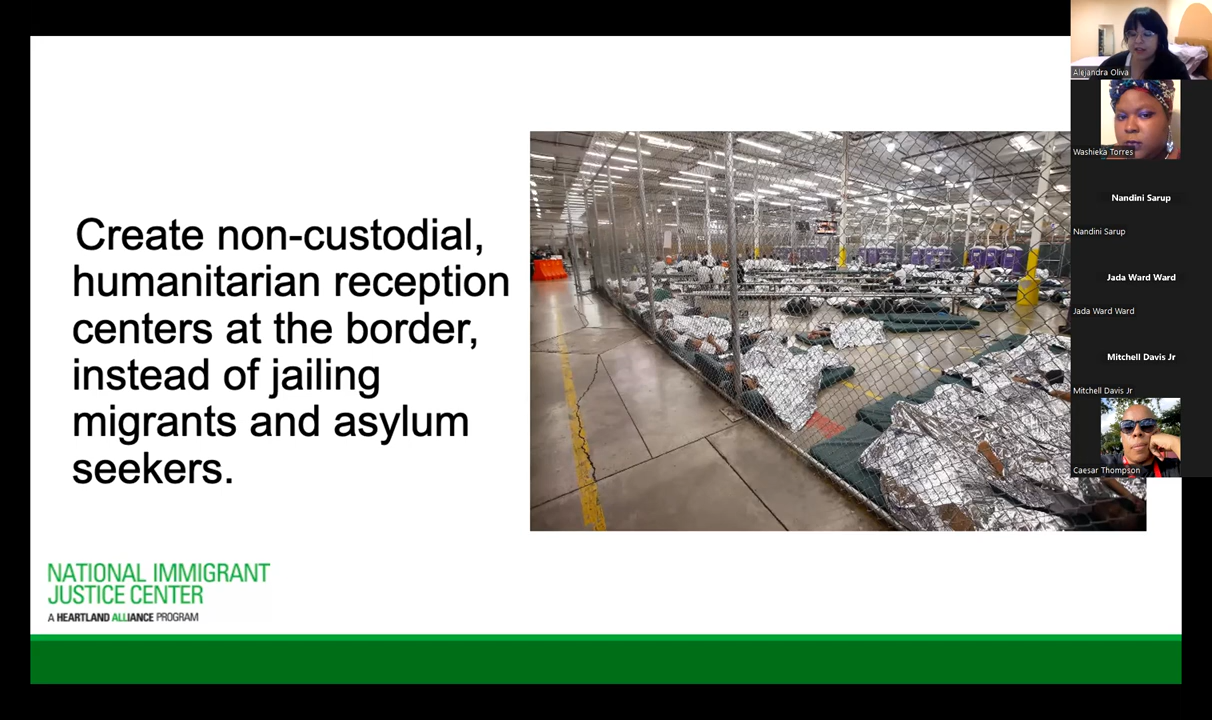 Create non-custodial,
humanitarian reception
centers at the border,
instead of jailing
migrants and asylum
seekers.
NATIONAL IMMIGRANT
JUSTICE CENTER
A HEARTLAND ALLIANCE PROGRAM
Alejandra Oliva
Washieka Torres
Nandini Sarup
Nandini Sarup
Jada Ward Ward
Jada Ward Ward
Mitchell Davis Jr
Mitchell Davis Jr
Caesar Thompson